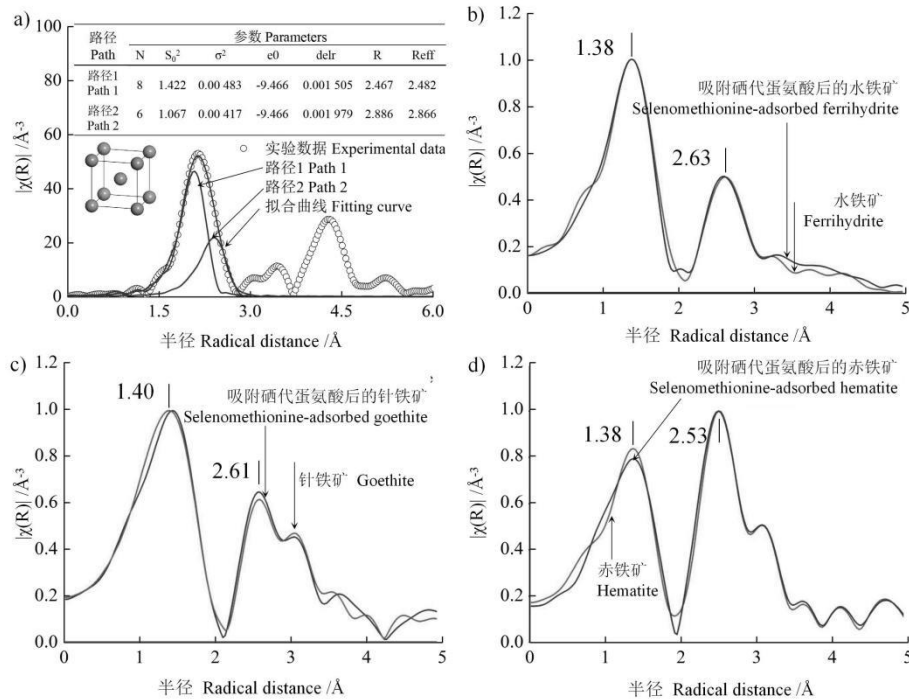 a)
路径 Path 参数 Parameters
N S₀² σ² e0 delr R Reff
路径1 Path 1 8 1.422 0.00 483 -9.466 0.001 505 2.467 2.482
路径2 Path 2 6 1.067 0.00 417 -9.466 0.001 979 2.886 2.866
实验数据 Experimental data
路径1 Path 1
路径2 Path 2
拟合曲线 Fitting curve
|χ(R)| /Å⁻³
100
80
60
40
20
0
0.0 1.5 3.0 4.5 6.0
半径 Radical distance /Å
b)
1.38
吸附硒代蛋氨酸后的水铁矿
Selenomethionine-adsorbed ferrihydrite
2.63
水铁矿
Ferrihydrite
|χ(R)| /Å⁻³
1.2
1.0
0.8
0.6
0.4
0.2
0.0
0 1 2 3 4 5
半径 Radical distance /Å
c)
1.40
吸附硒代蛋氨酸后的针铁矿
Selenomethionine-adsorbed goethite
2.61
针铁矿 Goethite
|χ(R)| /Å⁻³
1.2
1.0
0.8
0.6
0.4
0.2
0.0
0 1 2 3 4 5
半径 Radical distance /Å
d)
吸附硒代蛋氨酸后的赤铁矿
Selenomethionine-adsorbed hematite
1.38
2.53
赤铁矿
Hematite
|χ(R)| /Å⁻³
1.2
1.0
0.8
0.6
0.4
0.2
0.0
0 1 2 3 4 5
半径 Radical distance /Å